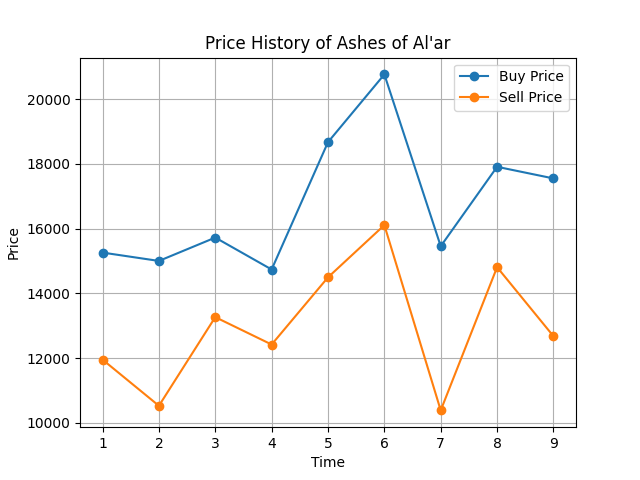 Price History of Ashes of Al'ar
Buy Price
Sell Price
20000
18000
16000
14000
12000
10000
Price
1 2 3 4 5 6 7 8 9
Time